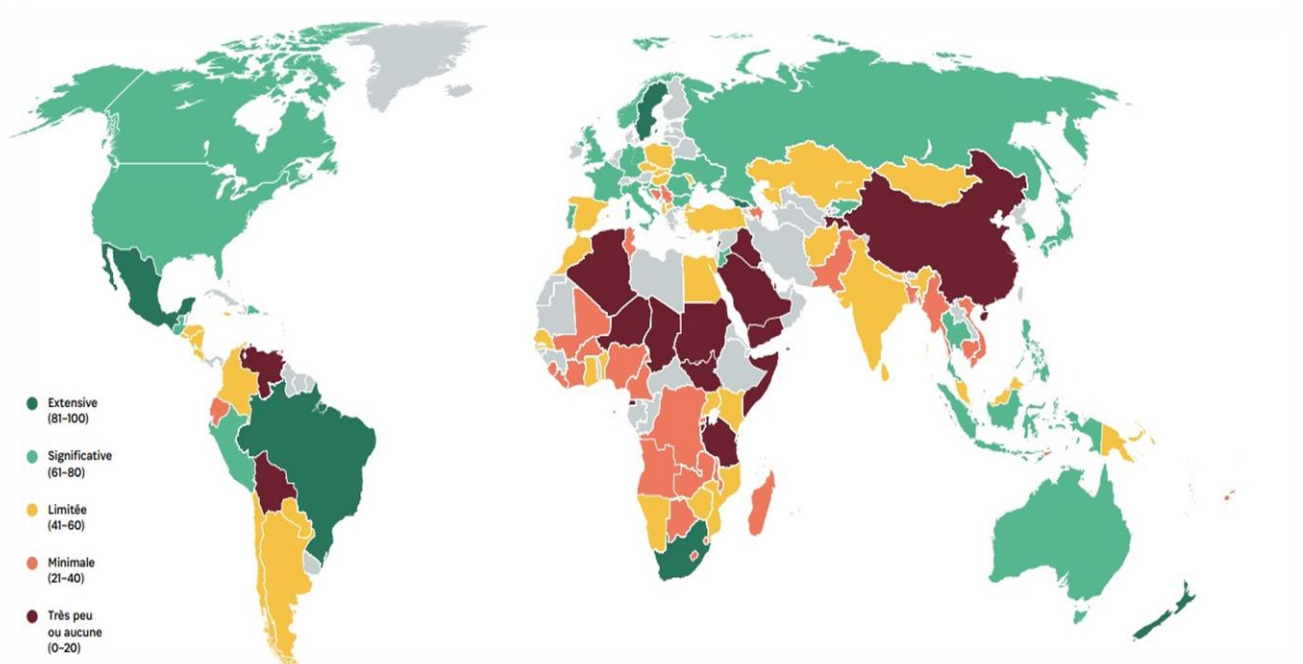 Extensive
(81–100)
Significative
(61–80)
Limitée
(41–60)
Minimale
(21–40)
Très peu
ou aucune
(0–20)